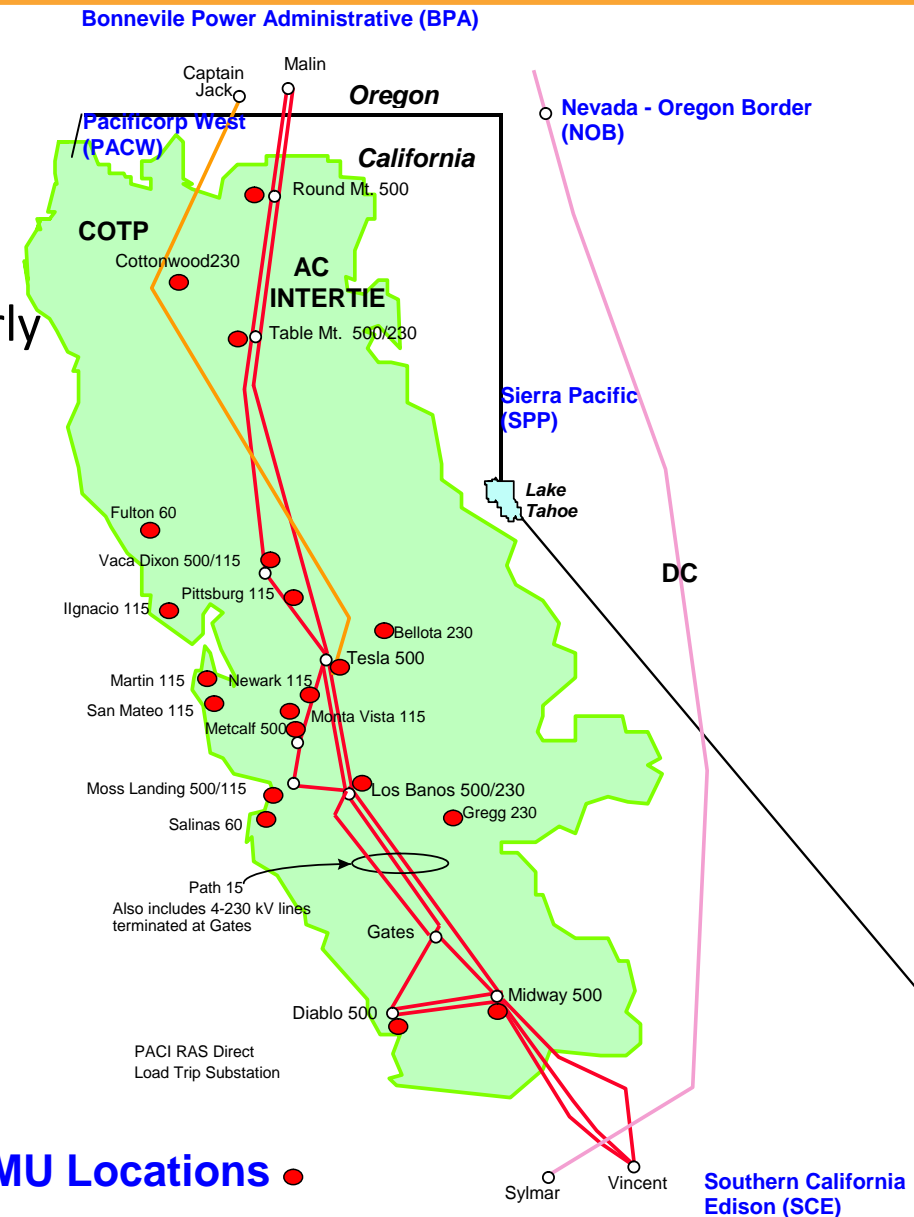 Bonnevile Power Administrative (BPA)
Captain
Jack
Malin
Oregon
Nevada - Oregon Border
(NOB)
Pacificorp West
(PACW)
California
Round Mt. 500
COTP
Cottonwood230
AC
INTERTIE
rly
Table Mt. 500/230
Sierra Pacific
(SPP)
Lake
Tahoe
Fulton 60
Vaca Dixon 500/115
DC
Pittsburg 115
IIgnacio 115
Bellota 230
Tesla 500
Martin 115
Newark 115
San Mateo 115
Monta Vista 115
Metcalf 500
Moss Landing 500/115
Los Banos 500/230
Gregg 230
Salinas 60
Path 15
Also includes 4-230 kV lines
terminated at Gates
Gates
Midway 500
Diablo 500
PACI RAS Direct
Load Trip Substation
MU Locations
Sylmar
Vincent
Southern California
Edison (SCE)